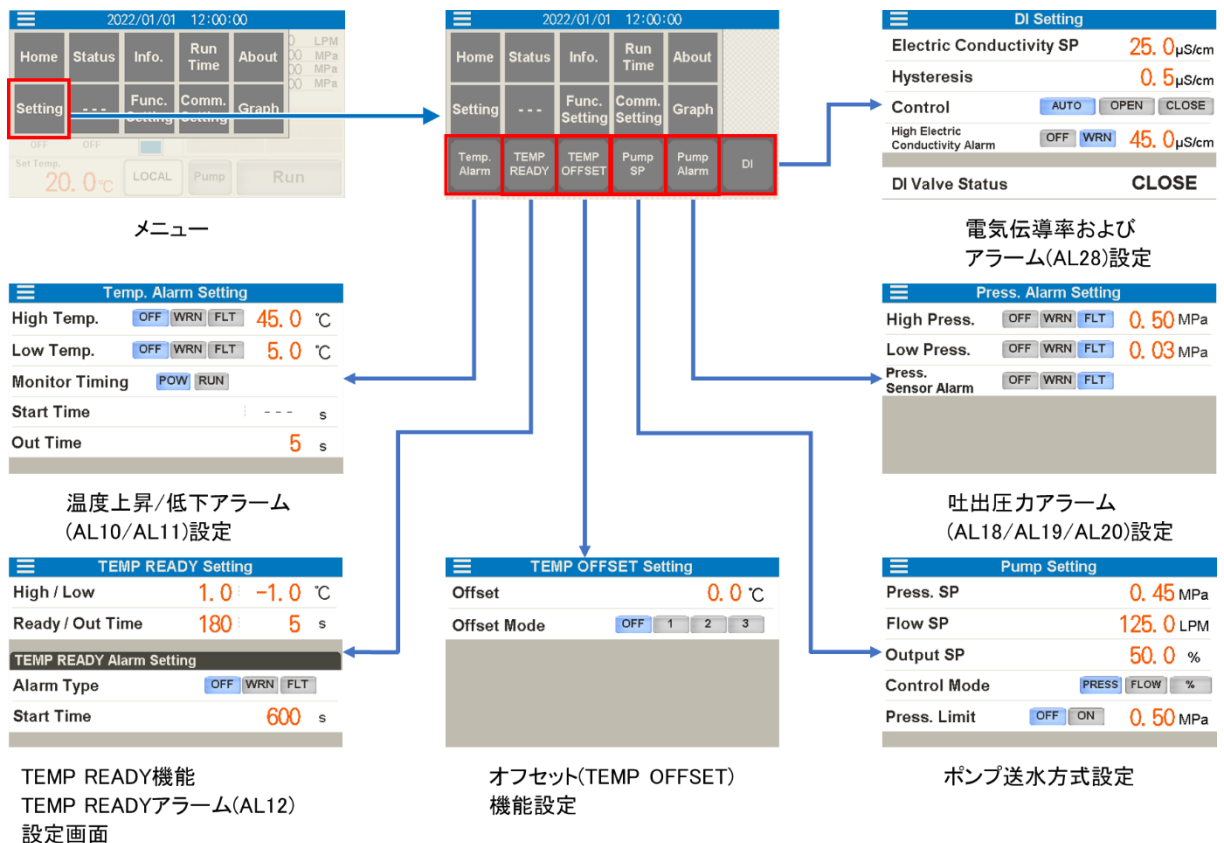 2022/01/01 12:00:00
Home Status Info. Run Time About
Setting - - - Func. Setting Comm. Setting Graph
LPM
MPa
MPa
MPa
OFF OFF
Set Temp.
20.0℃ LOCAL Pump Run
メニュー
2022/01/01 12:00:00
Home Status Info. Run Time About
Setting - - - Func. Setting Comm. Setting Graph
Temp. Alarm TEMP READY TEMP OFFSET Pump SP Pump Alarm DI
DI Setting
Electric Conductivity SP 25.0μS/cm
Hysteresis 0.5μS/cm
Control AUTO OPEN CLOSE
High Electric
Conductivity Alarm OFF WRN 45.0μS/cm
DI Valve Status CLOSE
電気伝導率および
アラーム(AL28)設定
Temp. Alarm Setting
High Temp. OFF WRN FLT 45.0 ℃
Low Temp. OFF WRN FLT 5.0 ℃
Monitor Timing POW RUN
Start Time - - - s
Out Time 5 s
温度上昇/低下アラーム
(AL10/AL11)設定
Press. Alarm Setting
High Press. OFF WRN FLT 0.50 MPa
Low Press. OFF WRN FLT 0.03 MPa
Press.
Sensor Alarm OFF WRN FLT
吐出圧力アラーム
(AL18/AL19/AL20)設定
TEMP READY Setting
High / Low 1.0 -1.0 ℃
Ready / Out Time 180 5 s
TEMP READY Alarm Setting
Alarm Type OFF WRN FLT
Start Time 600 s
TEMP READY機能
TEMP READYアラーム(AL12)
設定画面
TEMP OFFSET Setting
Offset 0.0 ℃
Offset Mode OFF 1 2 3
オフセット(TEMP OFFSET)
機能設定
Pump Setting
Press. SP 0.45 MPa
Flow SP 125.0 LPM
Output SP 50.0 %
Control Mode PRESS FLOW %
Press. Limit OFF ON 0.50 MPa
ポンプ送水方式設定